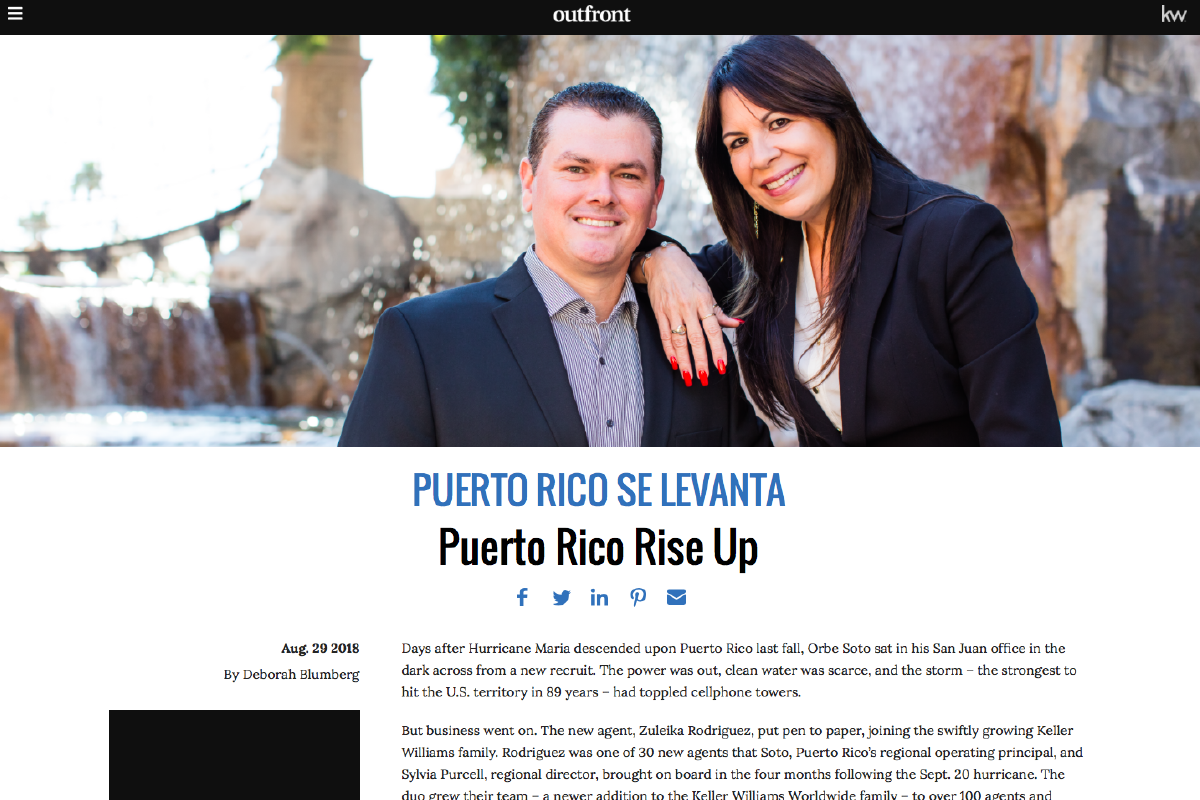 outfront
kw
PUERTO RICO SE LEVANTA
Puerto Rico Rise Up
Aug. 29 2018
By Deborah Blumberg
Days after Hurricane Maria descended upon Puerto Rico last fall, Orbe Soto sat in his San Juan office in the
dark across from a new recruit. The power was out, clean water was scarce, and the storm – the strongest to
hit the U.S. territory in 89 years – had toppled cellphone towers.
But business went on. The new agent, Zuleika Rodriguez, put pen to paper, joining the swiftly growing Keller
Williams family. Rodriguez was one of 30 new agents that Soto, Puerto Rico's regional operating principal, and
Sylvia Purcell, regional director, brought on board in the four months following the Sept. 20 hurricane. The
duo grew their team – a newer addition to the Keller Williams Worldwide family – to over 100 agents and